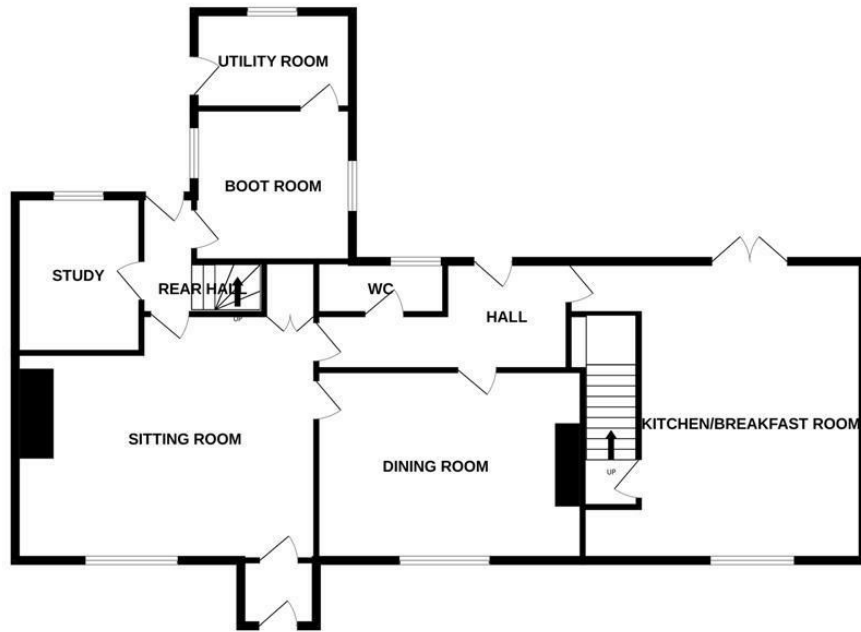 UTILITY ROOM
BOOT ROOM
STUDY
REAR HALL
UP
WC
HALL
SITTING ROOM
DINING ROOM
KITCHEN/BREAKFAST ROOM
UP